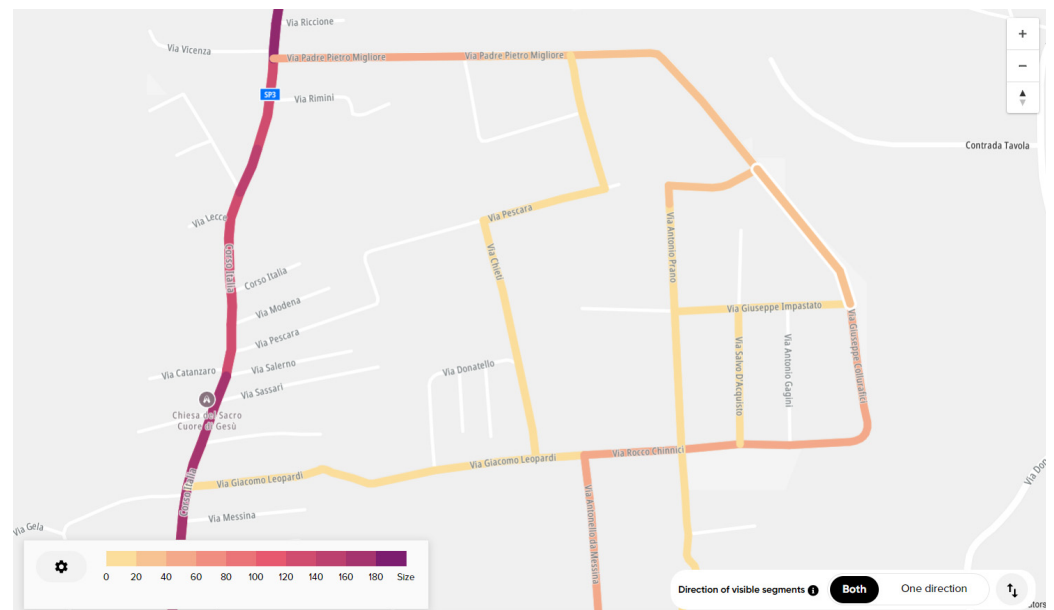 Via Riccione
Via Vicenza
Via Padre Pietro Migliore
Via Padre Pietro Migliore
SP3
Via Rimini
Contrada Tavola
Via Lecce
Via Pescara
Via Antonio Prano
Via Chieti
Corso Italia
Corso Italia
Via Modena
Via Giuseppe Impastato
Via Giuseppe Collurafici
Via Pescara
Via Salvo D'Acquisto
Via Antonio Gagini
Via Catanzaro
Via Salerno
Via Donatello
Via Sassari
Chiesa del Sacro
Cuore di Gesù
Via Rocco Chinnici
Via Giacomo Leopardi
Via Giacomo Leopardi
Corso Italia
Via Messina
Via Gela
Via Antonello da Messina
0 20 40 60 80 100 120 140 160 180 Size
Direction of visible segments Both One direction